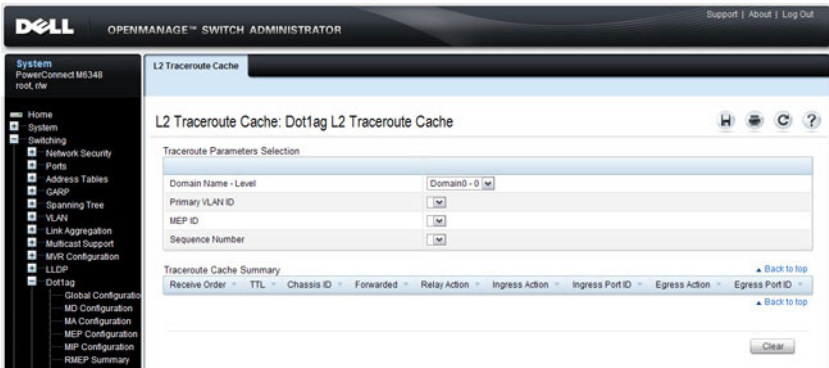 Support | About | Log Out
DELL
OPENMANAGE™ SWITCH ADMINISTRATOR
System
PowerConnect M6348
root, r/w
L2 Traceroute Cache
Home
System
Switching
Network Security
Ports
Address Tables
GARP
Spanning Tree
VLAN
Link Aggregation
Multicast Support
MVR Configuration
LLDP
Dot1ag
Global Configuratio
MD Configuration
MA Configuration
MEP Configuration
MIP Configuration
RMEP Summary
L2 Traceroute Cache: Dot1ag L2 Traceroute Cache
Traceroute Parameters Selection
Domain Name - Level Domain0 - 0
Primary VLAN ID
MEP ID
Sequence Number
Traceroute Cache Summary
Back to top
Receive Order TTL Chassis ID Forwarded Relay Action Ingress Action Ingress Port ID Egress Action Egress Port ID
Back to top
Clear